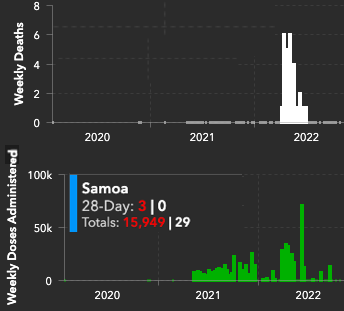 Weekly Deaths
8
6
4
2
0
2020 2021 2022
Weekly Doses Administered
100k
50k
0
Samoa
28-Day: 3 | 0
Totals: 15,949 | 29
2020 2021 2022